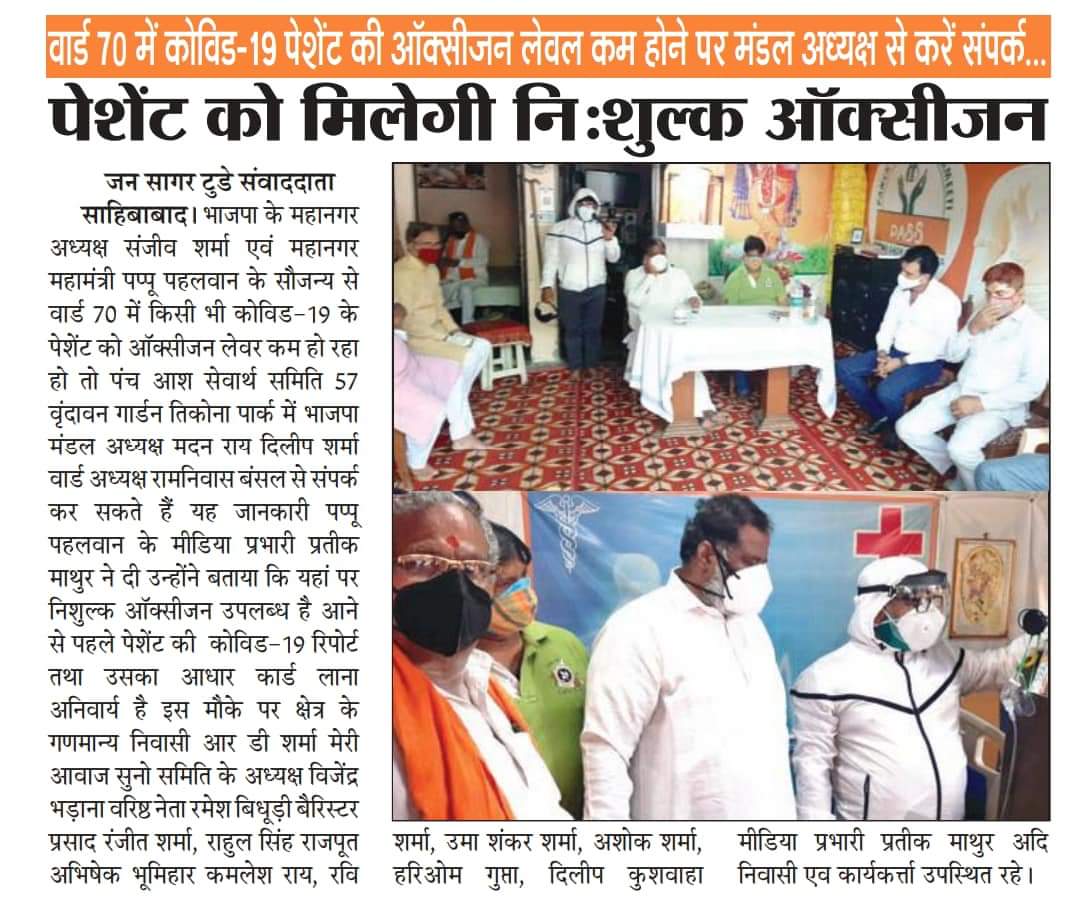 वार्ड 70 में कोविड-19 पेशेंट की ऑक्सीजन लेवल कम होने पर मंडल अध्यक्ष से करें संपर्क...
पेशेंट को मिलेगी नि:शुल्क ऑक्सीजन
जन सागर टुडे संवाददाता
साहिबाबाद। भाजपा के महानगर
अध्यक्ष संजीव शर्मा एवं महानगर
महामंत्री पप्पू पहलवान के सौजन्य से
वार्ड 70 में किसी भी कोविड-19 के
पेशेंट को ऑक्सीजन लेवर कम हो रहा
हो तो पंच आश सेवार्थ समिति 57
वृंदावन गार्डन तिकोना पार्क में भाजपा
मंडल अध्यक्ष मदन राय दिलीप शर्मा
वार्ड अध्यक्ष रामनिवास बंसल से संपर्क
कर सकते हैं यह जानकारी पप्पू
पहलवान के मीडिया प्रभारी प्रतीक
माथुर ने दी उन्होंने बताया कि यहां पर
निशुल्क ऑक्सीजन उपलब्ध है आने
से पहले पेशेंट की कोविड-19 रिपोर्ट
तथा उसका आधार कार्ड लाना
अनिवार्य है इस मौके पर क्षेत्र के
गणमान्य निवासी आर डी शर्मा मेरी
आवाज सुनो समिति के अध्यक्ष विजेंद्र
भड़ाना वरिष्ठ नेता रमेश बिधूड़ी बैरिस्टर
प्रसाद रंजीत शर्मा, राहुल सिंह राजपूत
अभिषेक भूमिहार कमलेश राय, रवि
शर्मा, उमा शंकर शर्मा, अशोक शर्मा,
हरिओम गुप्ता, दिलीप कुशवाहा
मीडिया प्रभारी प्रतीक माथुर अदि
निवासी एव कार्यकर्त्ता उपस्थित रहे।
PASS